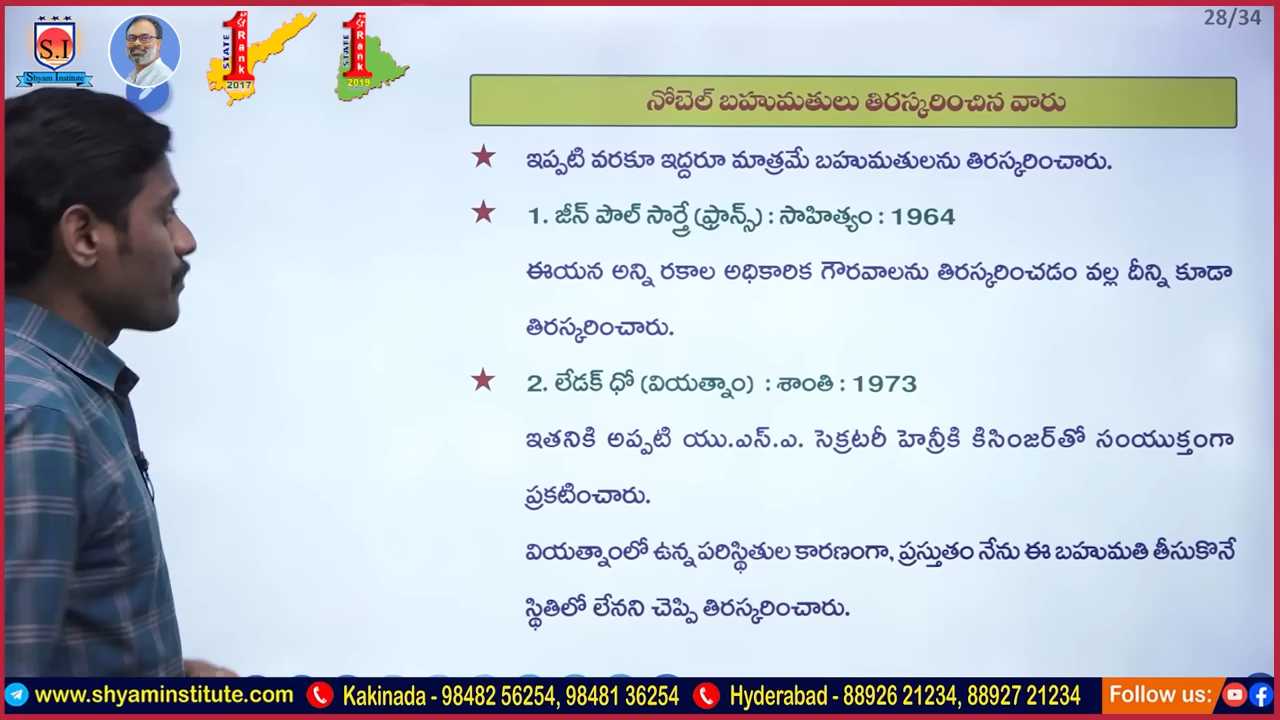 28/34
S.I
Shyam Institute
STATE 1 Rank 2017
STATE 1 Rank 2019
నోబెల్ బహుమతులు తిరస్కరించిన వారు
★ ఇప్పటి వరకూ ఇద్దరూ మాత్రమే బహుమతులను తిరస్కరించారు.
★ 1. జీన్ పౌల్ సార్త్రే (ఫ్రాన్స్) : సాహిత్యం : 1964
ఈయన అన్ని రకాల అధికారిక గౌరవాలను తిరస్కరించడం వల్ల దీన్ని కూడా
తిరస్కరించారు.
★ 2. లేడక్ ధో (వియత్నాం) : శాంతి : 1973
ఇతనికి అప్పటి యు.ఎస్.ఎ. సెక్రటరీ హెన్రీకి కిసింజర్‌తో సంయుక్తంగా
ప్రకటించారు.
వియత్నాంలో ఉన్న పరిస్థితుల కారణంగా, ప్రస్తుతం నేను ఈ బహుమతి తీసుకొనే
స్థితిలో లేనని చెప్పి తిరస్కరించారు.
www.shyaminstitute.com Kakinada - 98482 56254, 98481 36254 Hyderabad - 88926 21234, 88927 21234 Follow us: